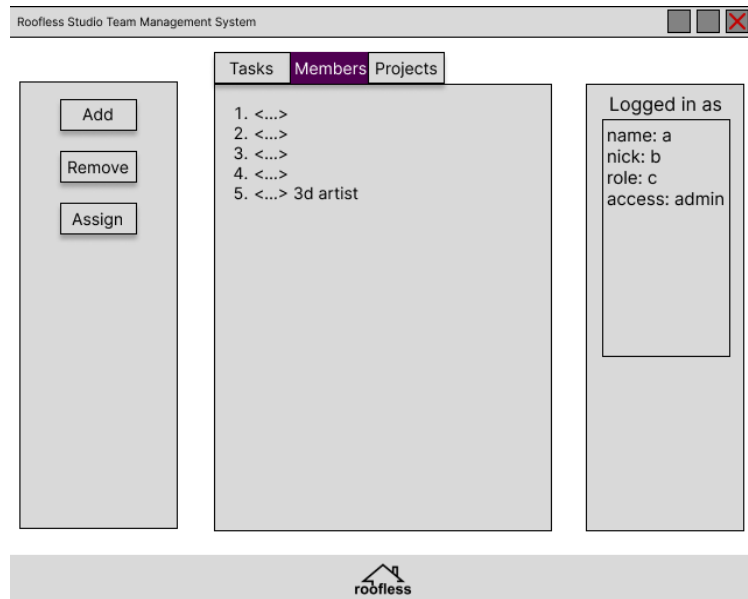 Roofless Studio Team Management System
Tasks Members Projects
Add
Remove
Assign
1. <...>
2. <...>
3. <...>
4. <...>
5. <...> 3d artist
Logged in as
name: a
nick: b
role: c
access: admin
roofless